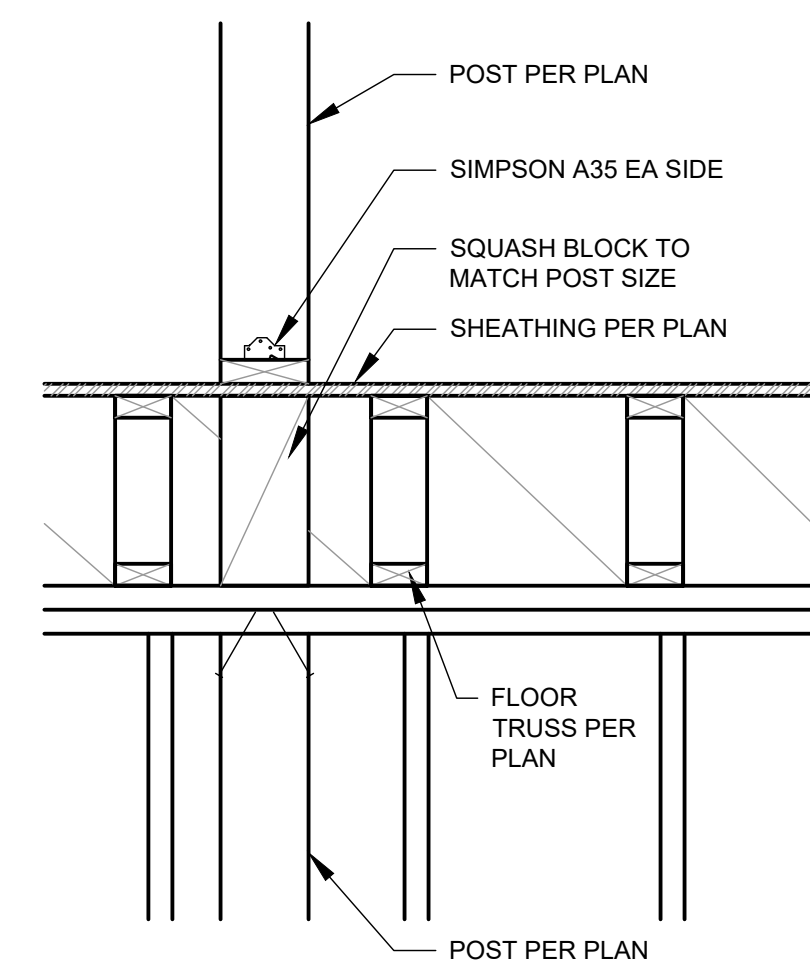 POST PER PLAN
SIMPSON A35 EA SIDE
SQUASH BLOCK TO
MATCH POST SIZE
SHEATHING PER PLAN
FLOOR
TRUSS PER
PLAN
POST PER PLAN